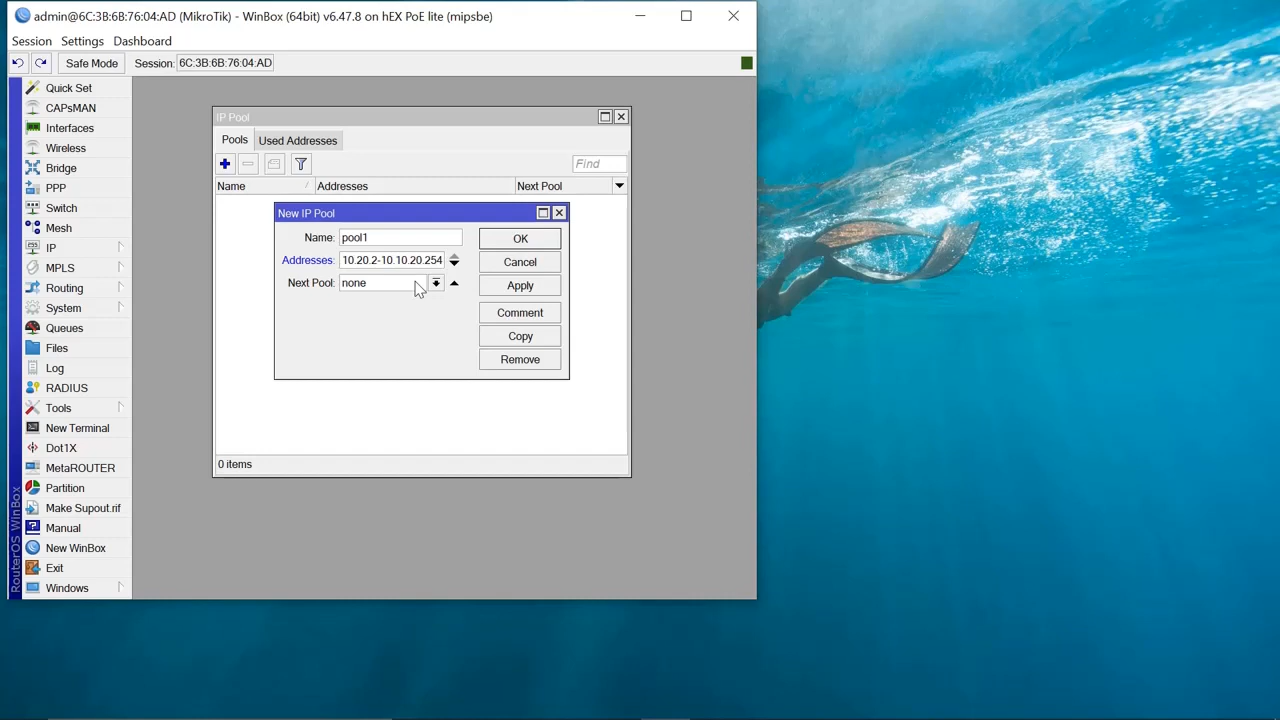 admin@6C:3B:6B:76:04:AD (MikroTik) - WinBox (64bit) v6.47.8 on hEX PoE lite (mipsbe)
Session Settings Dashboard
Safe Mode Session: 6C:3B:6B:76:04:AD
Quick Set
CAPsMAN
Interfaces
Wireless
Bridge
PPP
Switch
Mesh
IP
MPLS
Routing
System
Queues
Files
Log
RADIUS
Tools
New Terminal
Dot1X
MetaROUTER
Partition
Make Supout.rif
Manual
New WinBox
Exit
Windows
RouterOS WinBox
IP Pool
Pools Used Addresses
Find
Name Addresses Next Pool
New IP Pool
Name: pool1 OK
Addresses: 10.20.2-10.10.20.254 Cancel
Next Pool: none Apply
Comment
Copy
Remove
0 items